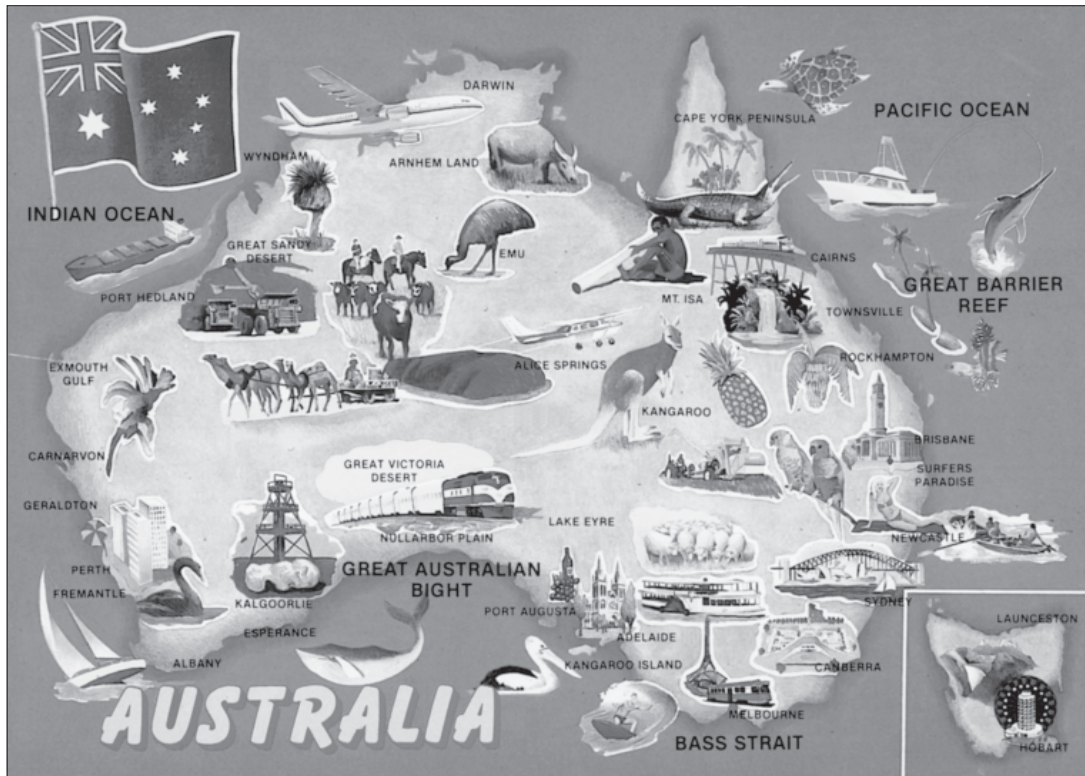 DARWIN
CAPE YORK PENINSULA
PACIFIC OCEAN
WYNDHAM
ARNHEM LAND
INDIAN OCEAN
GREAT SANDY
DESERT
EMU
CAIRNS
PORT HEDLAND
MT. ISA
GREAT BARRIER
REEF
TOWNSVILLE
EXMOUTH
GULF
ALICE SPRINGS
ROCKHAMPTON
KANGAROO
CARNARVON
BRISBANE
GREAT VICTORIA
DESERT
SURFERS
PARADISE
GERALDTON
LAKE EYRE
NULLARBOR PLAIN
NEWCASTLE
PERTH
GREAT AUSTRALIAN
BIGHT
FREMANTLE
KALGOORLIE
PORT AUGUSTA
SYDNEY
ESPERANCE
ADELAIDE
LAUNCESTON
ALBANY
KANGAROO ISLAND
CANBERRA
AUSTRALIA
MELBOURNE
BASS STRAIT
HOBART